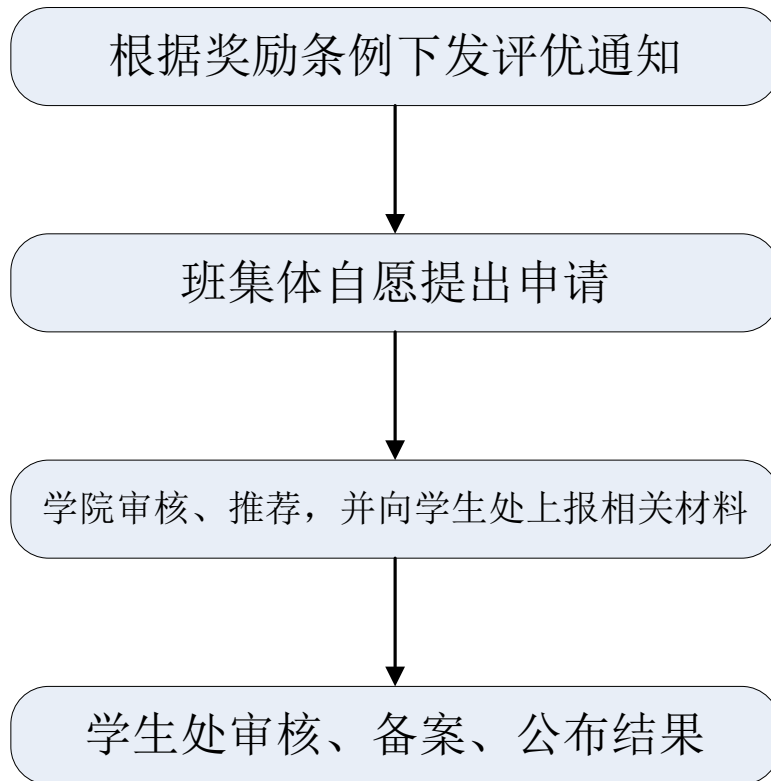 根据奖励条例下发评优通知
班集体自愿提出申请
学院审核、推荐，并向学生处上报相关材料
学生处审核、备案、公布结果